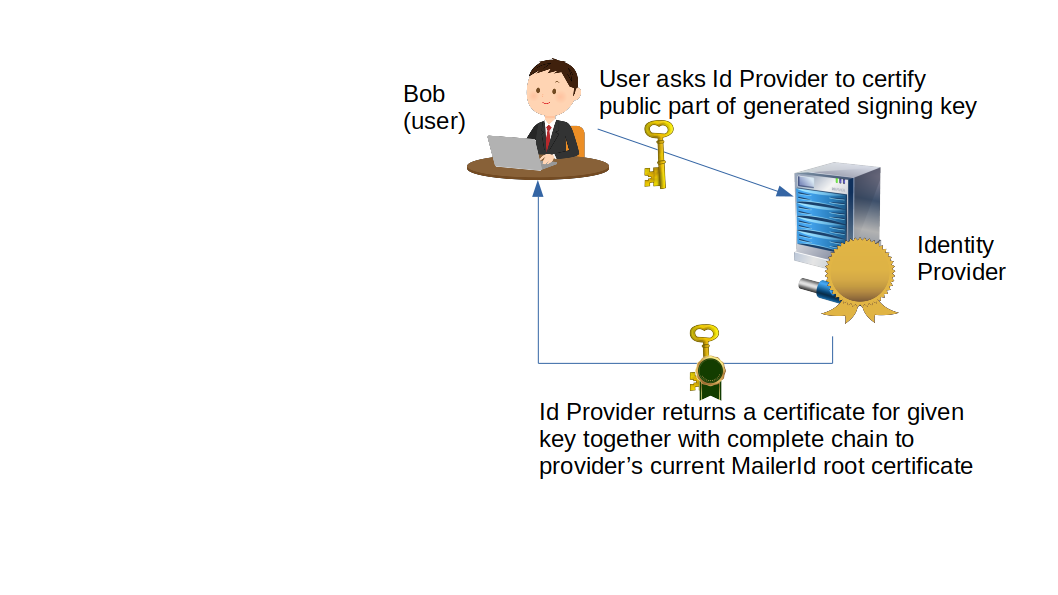 Bob
(user)
User asks Id Provider to certify
public part of generated signing key
Identity
Provider
Id Provider returns a certificate for given
key together with complete chain to
provider’s current MailerId root certificate